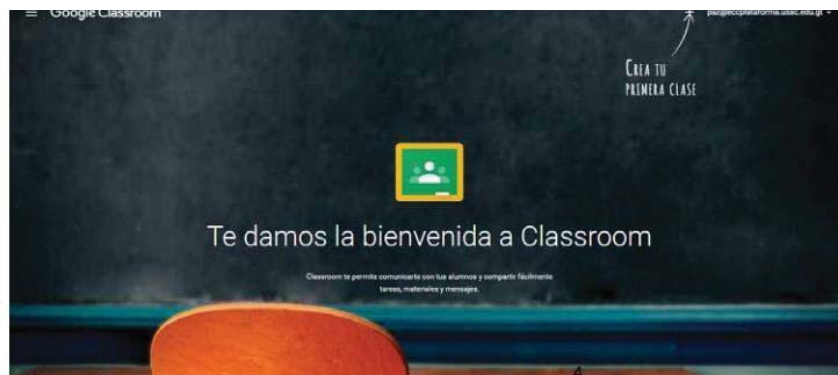 Google Classroom
paz@eccplataforma.usac.edu.gt
CREA TU
PRIMERA CLASE
Te damos la bienvenida a Classroom
Classroom te permite comunicarte con tus alumnos y compartir fácilmente
tareas, materiales y mensajes.
4